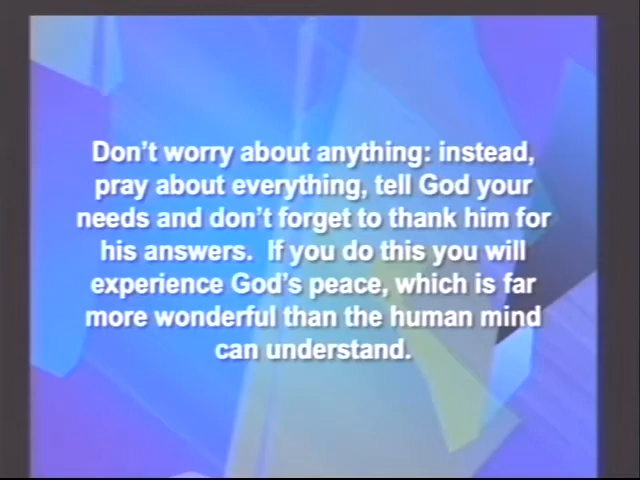 Don't worry about anything: instead,
pray about everything, tell God your
needs and don't forget to thank him for
his answers.  If you do this you will
experience God's peace, which is far
more wonderful than the human mind
can understand.